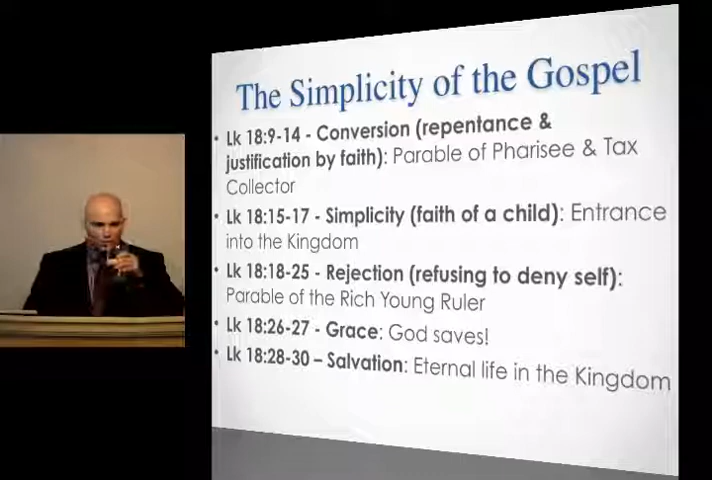 The Simplicity of the Gospel
• Lk 18:9-14 - Conversion (repentance &
justification by faith): Parable of Pharisee & Tax
Collector
• Lk 18:15-17 - Simplicity (faith of a child): Entrance
into the Kingdom
• Lk 18:18-25 - Rejection (refusing to deny self):
Parable of the Rich Young Ruler
• Lk 18:26-27 - Grace: God saves!
• Lk 18:28-30 – Salvation: Eternal life in the Kingdom